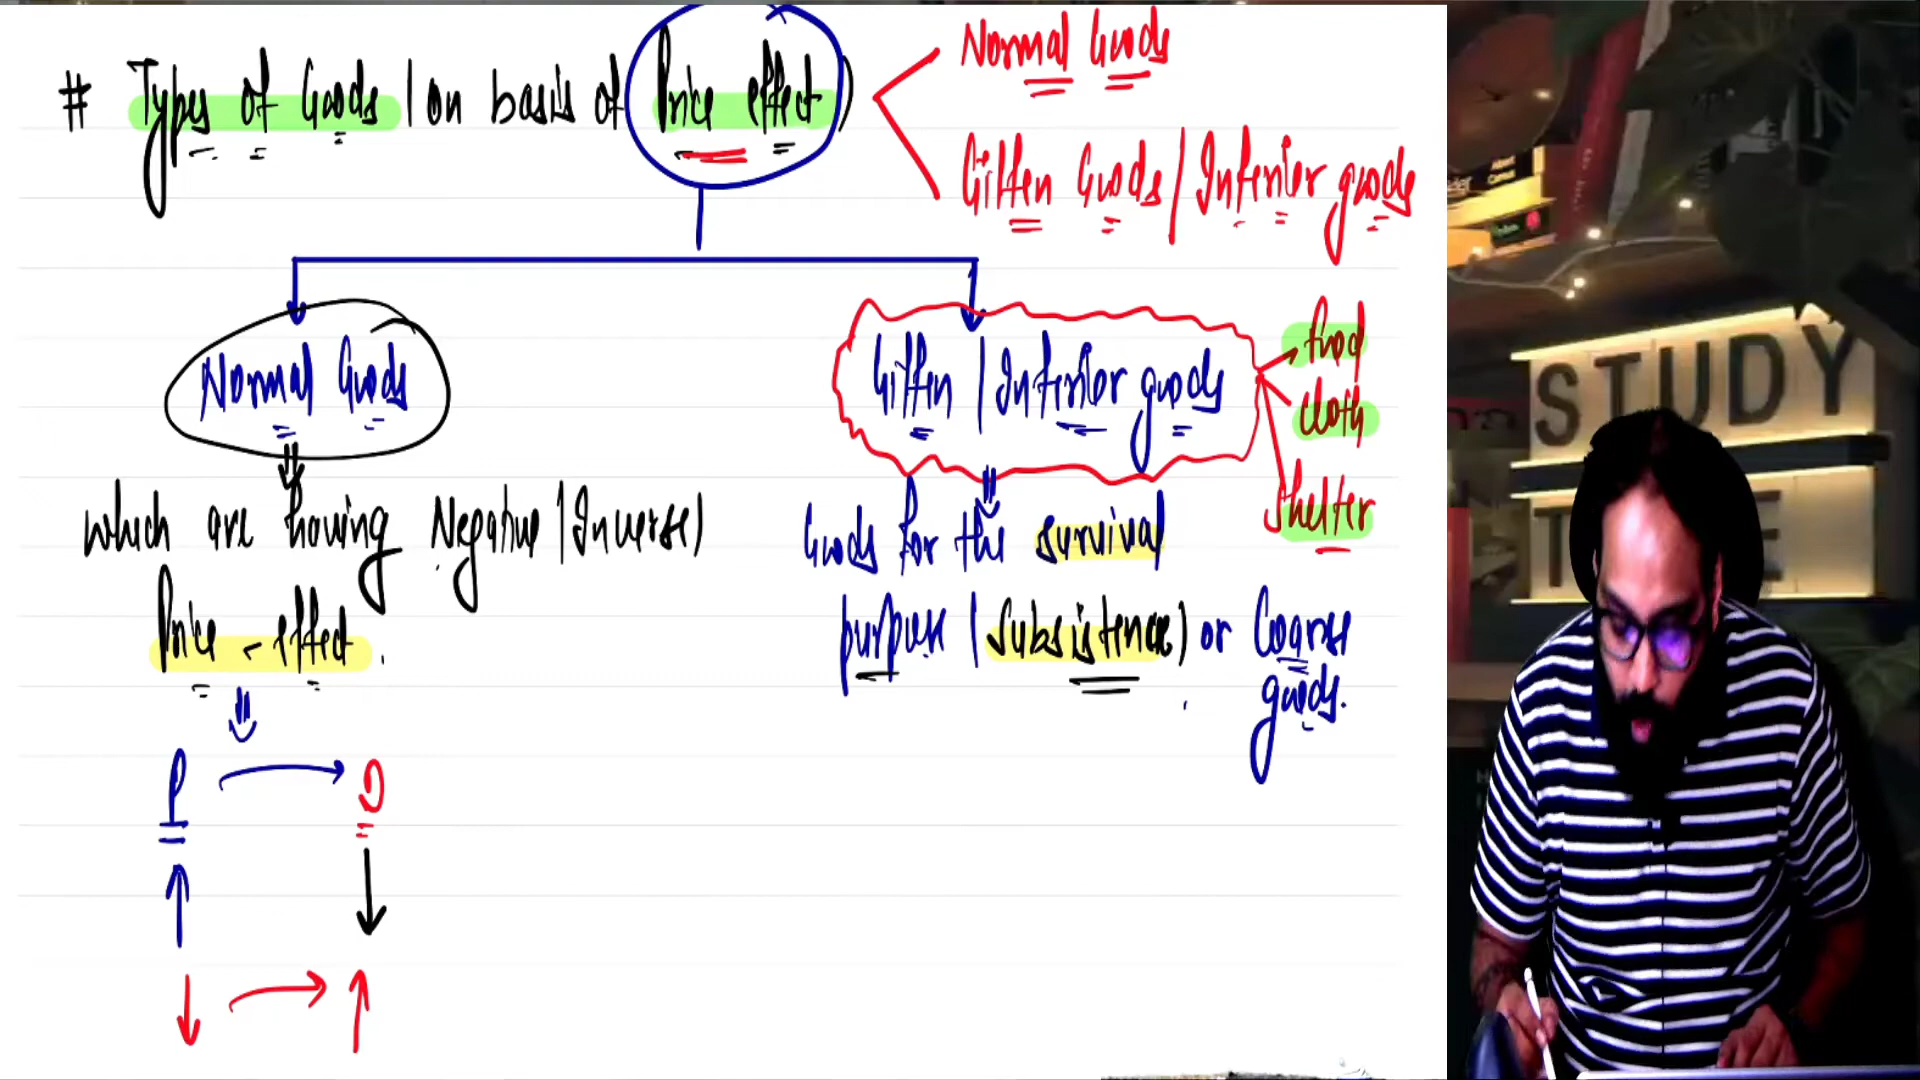 # Types of Goods (on basis of Price effect)
Normal Goods
Giffen Goods / Inferior goods
Normal Goods
Giffen / Inferior goods
food
cloth
shelter
which are having Negative (Inverse)
Price - effect.
Goods for the survival
purpose (Subsistence) or Coarse
goods.
P D
STUDY